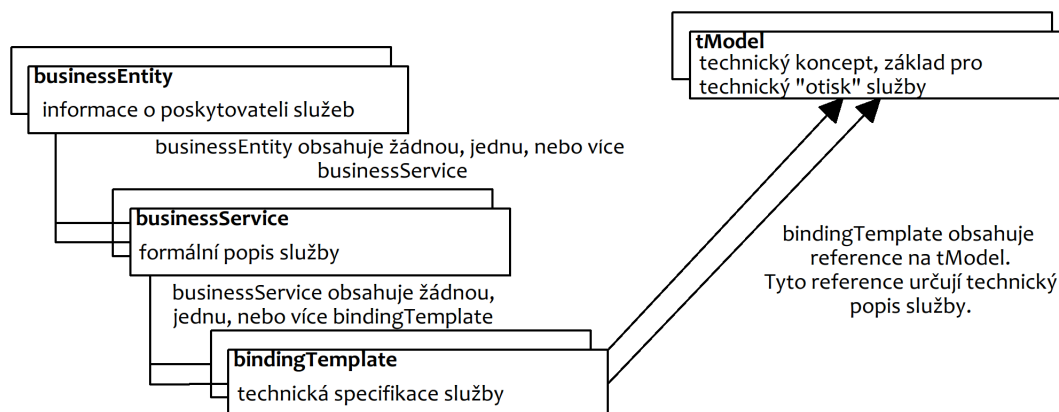 businessEntity
informace o poskytovateli služeb
businessEntity obsahuje žádnou, jednu, nebo více
businessService
businessService
formální popis služby
businessService obsahuje žádnou,
jednu, nebo více bindingTemplate
bindingTemplate
technická specifikace služby
tModel
technický koncept, základ pro
technický "otisk" služby
bindingTemplate obsahuje
reference na tModel.
Tyto reference určují technický
popis služby.